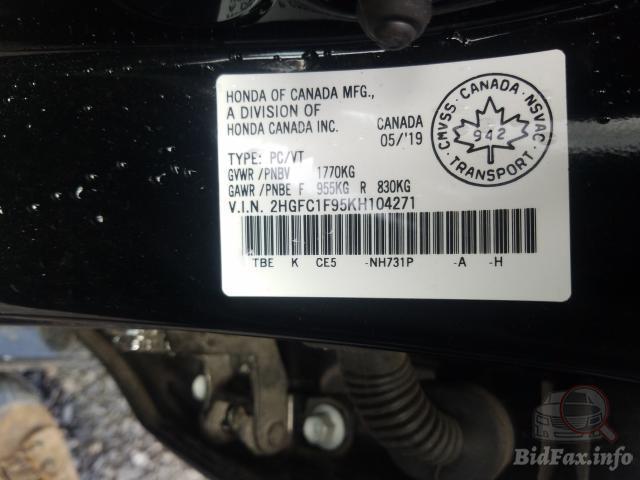 HONDA OF CANADA MFG.,
A DIVISION OF
HONDA CANADA INC.
CANADA
05/'19
TYPE: PC/VT
GVWR/PNBV 1770KG
GAWR/PNBE F 955KG R 830KG
V.I.N. 2HGFC1F95KH104271
TBE K CE5 -NH731P -A -H
CMVSS·CANADA·NSVAC
942
TRANSPORT
BidFax.info